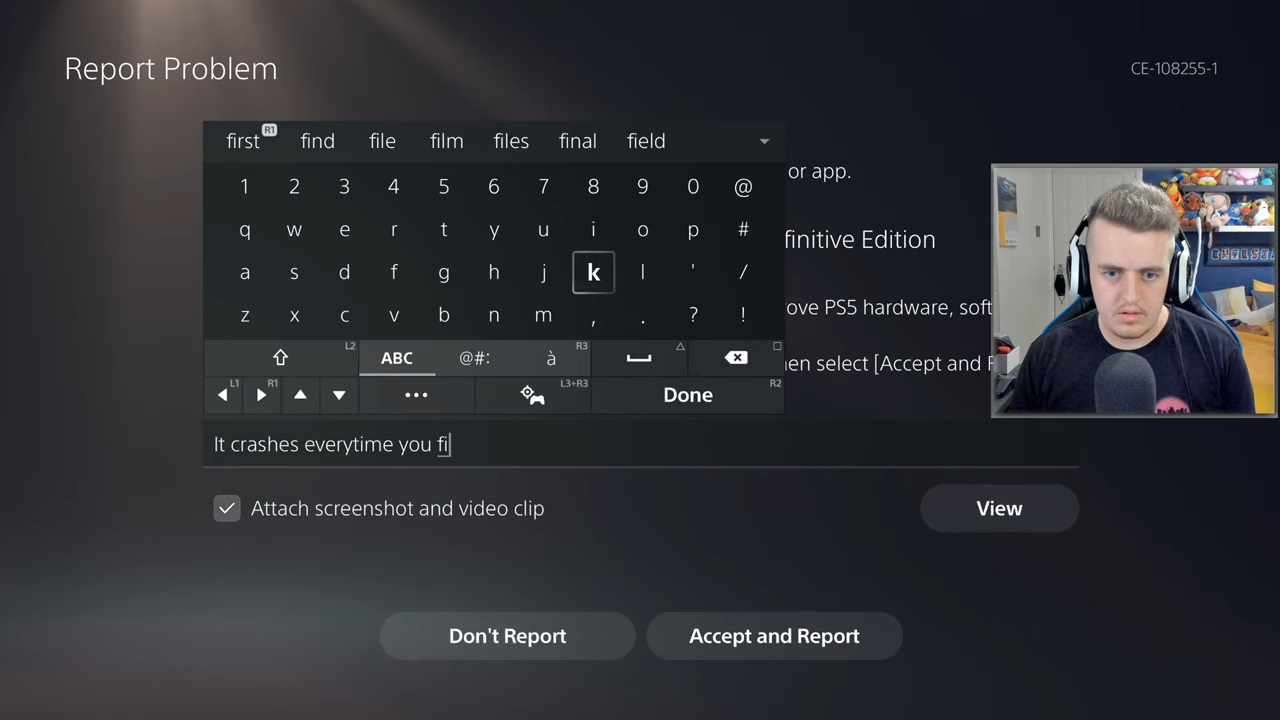 Report Problem
CE-108255-1
first R1 find file film files final field
or app.
1 2 3 4 5 6 7 8 9 0 @
q w e r t y u i o p #
finitive Edition
a s d f g h j k l ' /
z x c v b n m , . ? !
ove PS5 hardware, soft
L2 ABC @#: à R3 △ □
en select [Accept and
L1 R1 ... L3+R3 Done R2
It crashes everytime you fi
Attach screenshot and video clip
View
Don't Report
Accept and Report